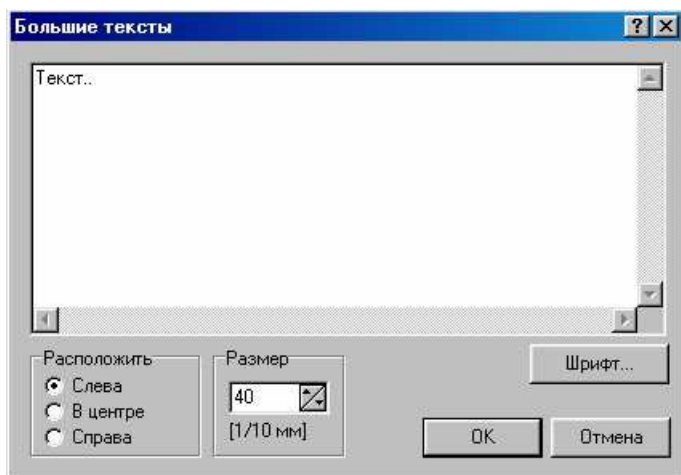 Большие тексты
Текст..
Расположить
Слева
В центре
Справа
Размер
40
[1/10 мм]
Шрифт...
OK
Отмена